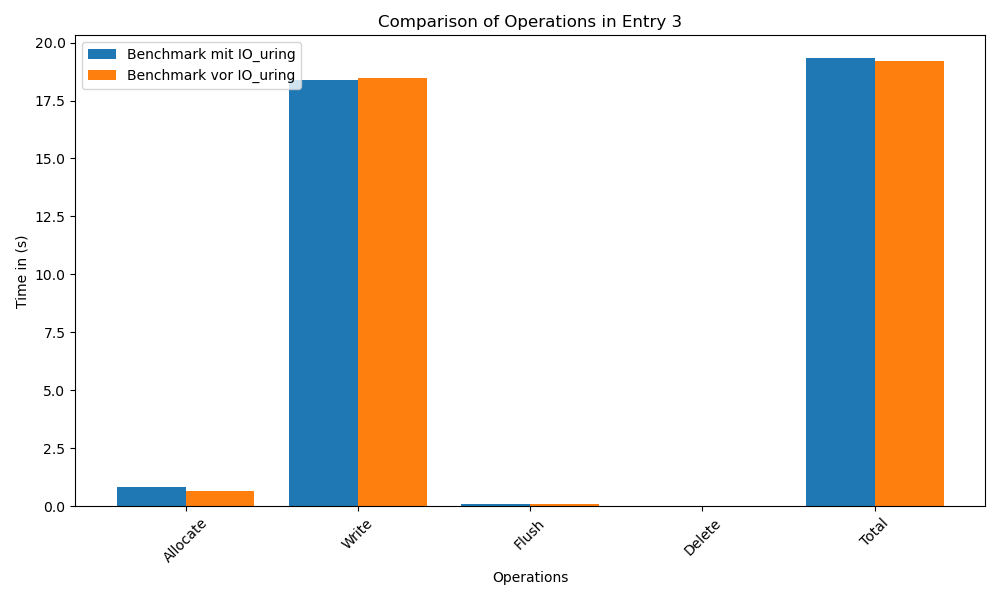 Comparison of Operations in Entry 3
Benchmark mit IO_uring
Benchmark vor IO_uring
Time in (s)
20.0
17.5
15.0
12.5
10.0
7.5
5.0
2.5
0.0
Allocate
Write
Flush
Delete
Total
Operations